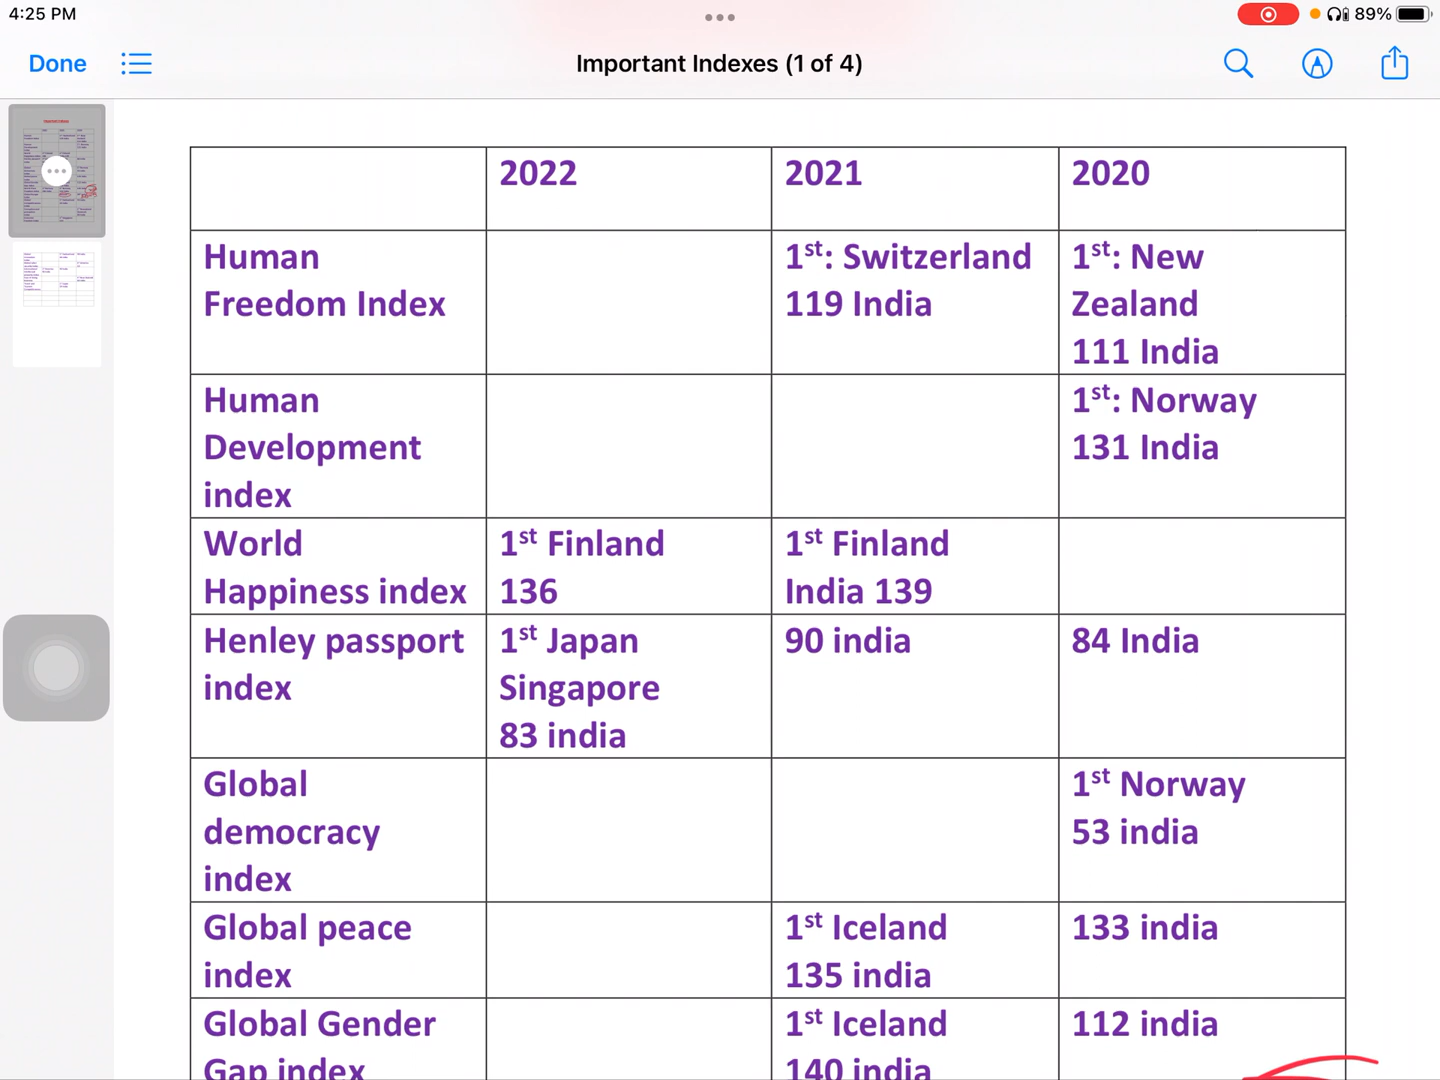 4:25 PM
89%
Done
Important Indexes (1 of 4)
2022
2021
2020
Human
Freedom Index
1st: Switzerland
119 India
1st: New
Zealand
111 India
Human
Development
index
1st: Norway
131 India
World
Happiness index
1st Finland
136
1st Finland
India 139
Henley passport
index
1st Japan
Singapore
83 india
90 india
84 India
Global
democracy
index
1st Norway
53 india
Global peace
index
1st Iceland
135 india
133 india
Global Gender
Gap index
1st Iceland
140 india
112 india